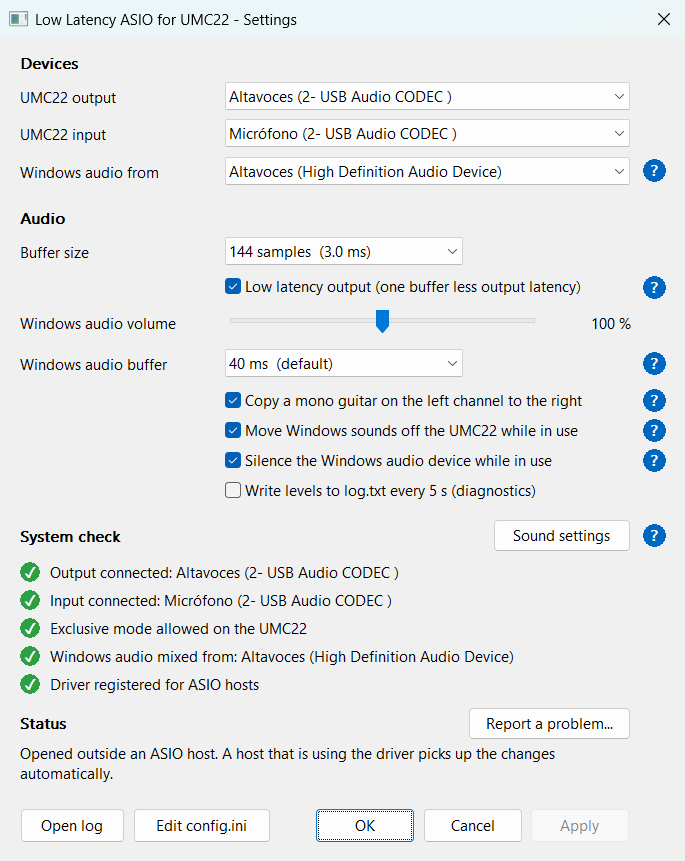 Low Latency ASIO for UMC22 - Settings
Devices
UMC22 output
Altavoces (2- USB Audio CODEC )
UMC22 input
Micrófono (2- USB Audio CODEC )
Windows audio from
Altavoces (High Definition Audio Device)
?
Audio
Buffer size
144 samples  (3.0 ms)
Low latency output (one buffer less output latency)
?
Windows audio volume
100 %
Windows audio buffer
40 ms  (default)
?
Copy a mono guitar on the left channel to the right
?
Move Windows sounds off the UMC22 while in use
?
Silence the Windows audio device while in use
?
Write levels to log.txt every 5 s (diagnostics)
System check
Sound settings
?
Output connected: Altavoces (2- USB Audio CODEC )
Input connected: Micrófono (2- USB Audio CODEC )
Exclusive mode allowed on the UMC22
Windows audio mixed from: Altavoces (High Definition Audio Device)
Driver registered for ASIO hosts
Status
Report a problem...
Opened outside an ASIO host. A host that is using the driver picks up the changes
automatically.
Open log
Edit config.ini
OK
Cancel
Apply